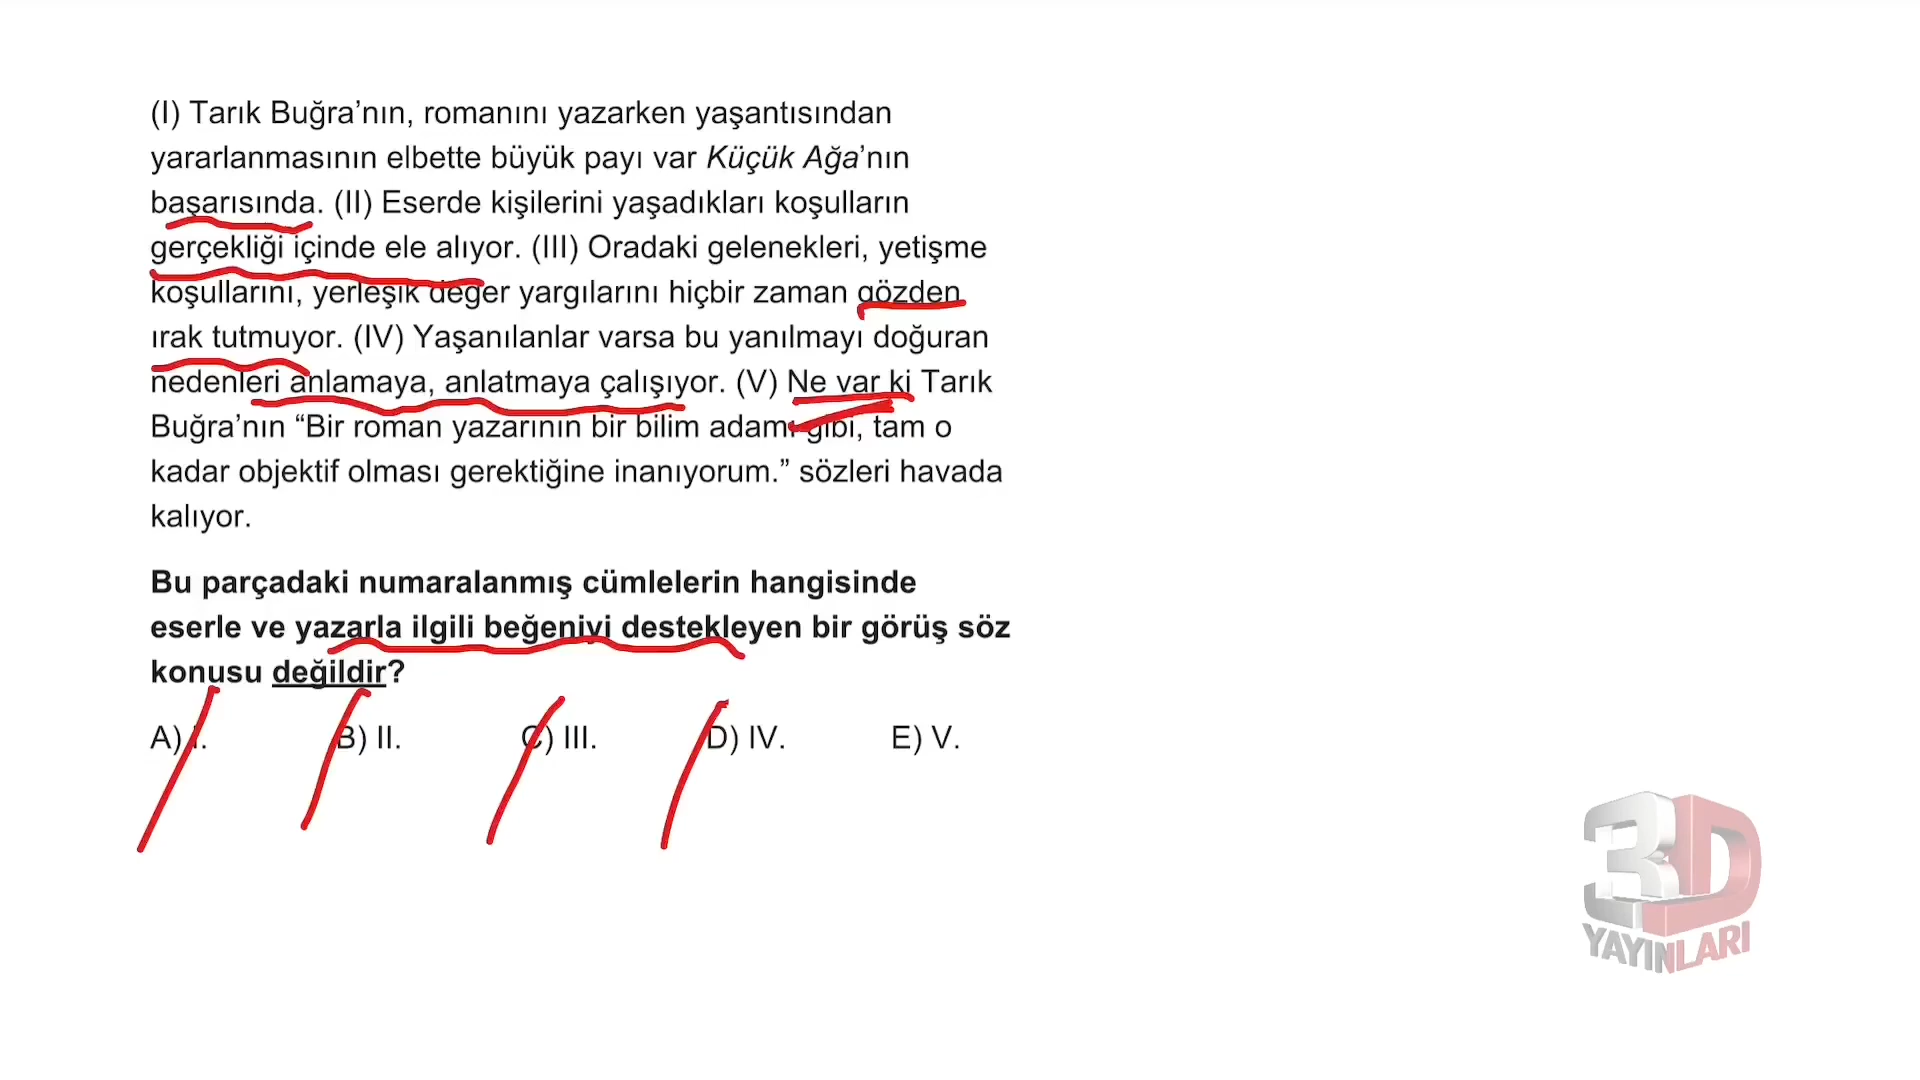 (I) Tarık Buğra’nın, romanını yazarken yaşantısından
yararlanmasının elbette büyük payı var Küçük Ağa’nın
başarısında. (II) Eserde kişilerini yaşadıkları koşulların
gerçekliği içinde ele alıyor. (III) Oradaki gelenekleri, yetişme
koşullarını, yerleşik değer yargılarını hiçbir zaman gözden
ırak tutmuyor. (IV) Yaşanılanlar varsa bu yanılmayı doğuran
nedenleri anlamaya, anlatmaya çalışıyor. (V) Ne var ki Tarık
Buğra’nın “Bir roman yazarının bir bilim adamı gibi, tam o
kadar objektif olması gerektiğine inanıyorum.” sözleri havada
kalıyor.
Bu parçadaki numaralanmış cümlelerin hangisinde
eserle ve yazarla ilgili beğeniyi destekleyen bir görüş söz
konusu değildir?
A) I. B) II. C) III. D) IV. E) V.
3D
YAYINLARI